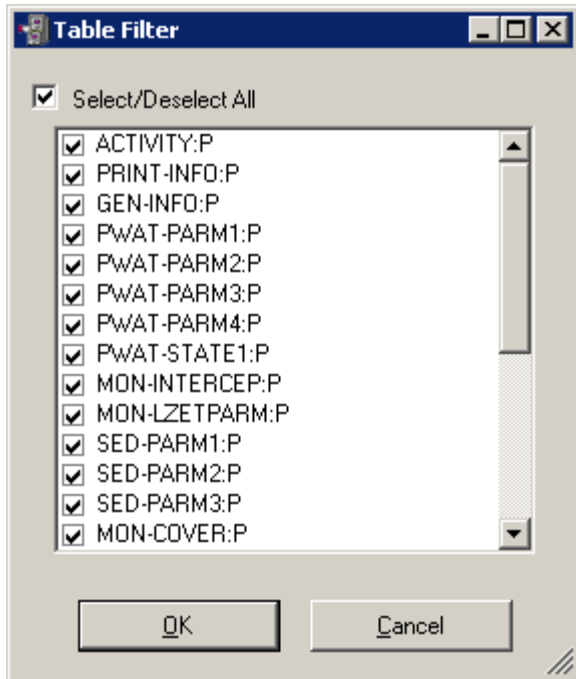 Table Filter
Select/Deselect All
ACTIVITY:P
PRINT-INFO:P
GEN-INFO:P
PWAT-PARM1:P
PWAT-PARM2:P
PWAT-PARM3:P
PWAT-PARM4:P
PWAT-STATE1:P
MON-INTERCEP:P
MON-LZETPARM:P
SED-PARM1:P
SED-PARM2:P
SED-PARM3:P
MON-COVER:P
OK Cancel